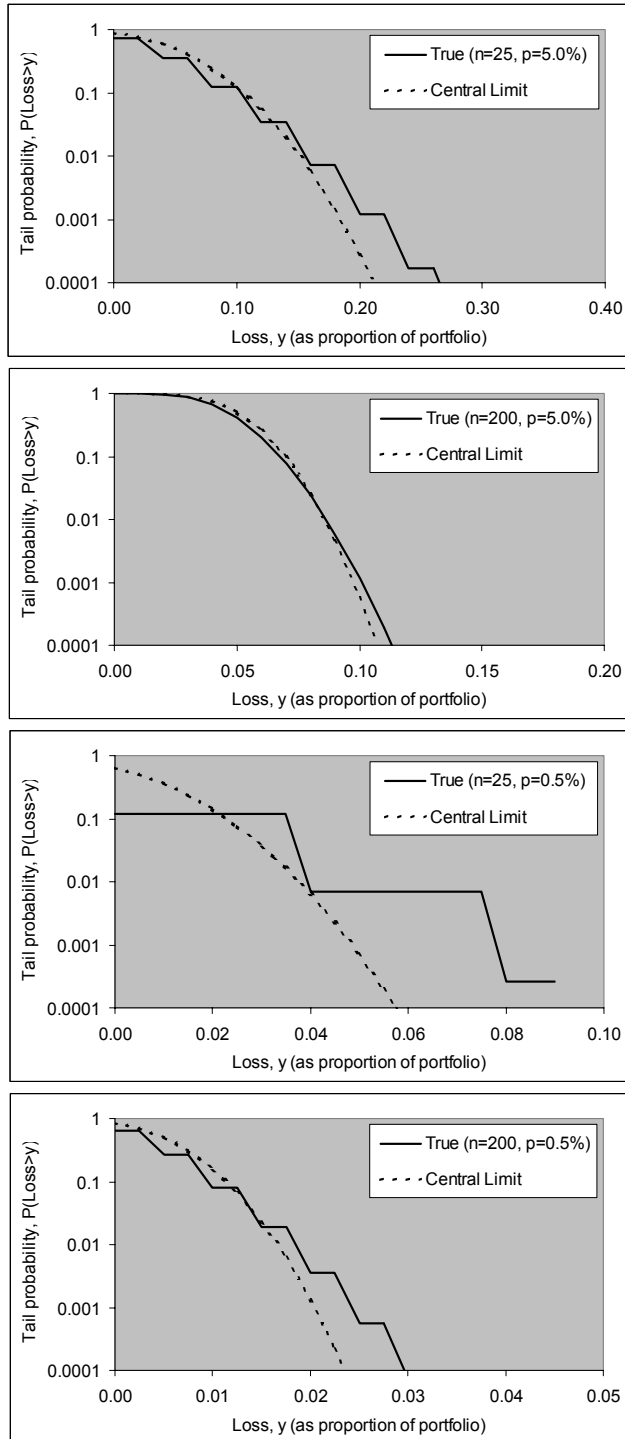 Tail probability, P(Loss>y)
1
0.1
0.01
0.001
0.0001
True (n=25, p=5.0%)
Central Limit
0.00 0.10 0.20 0.30 0.40
Loss, y (as proportion of portfolio)
Tail probability, P(Loss>y)
1
0.1
0.01
0.001
0.0001
True (n=200, p=5.0%)
Central Limit
0.00 0.05 0.10 0.15 0.20
Loss, y (as proportion of portfolio)
Tail probability, P(Loss>y)
1
0.1
0.01
0.001
0.0001
True (n=25, p=0.5%)
Central Limit
0.00 0.02 0.04 0.06 0.08 0.10
Loss, y (as proportion of portfolio)
Tail probability, P(Loss>y)
1
0.1
0.01
0.001
0.0001
True (n=200, p=0.5%)
Central Limit
0.00 0.01 0.02 0.03 0.04 0.05
Loss, y (as proportion of portfolio)